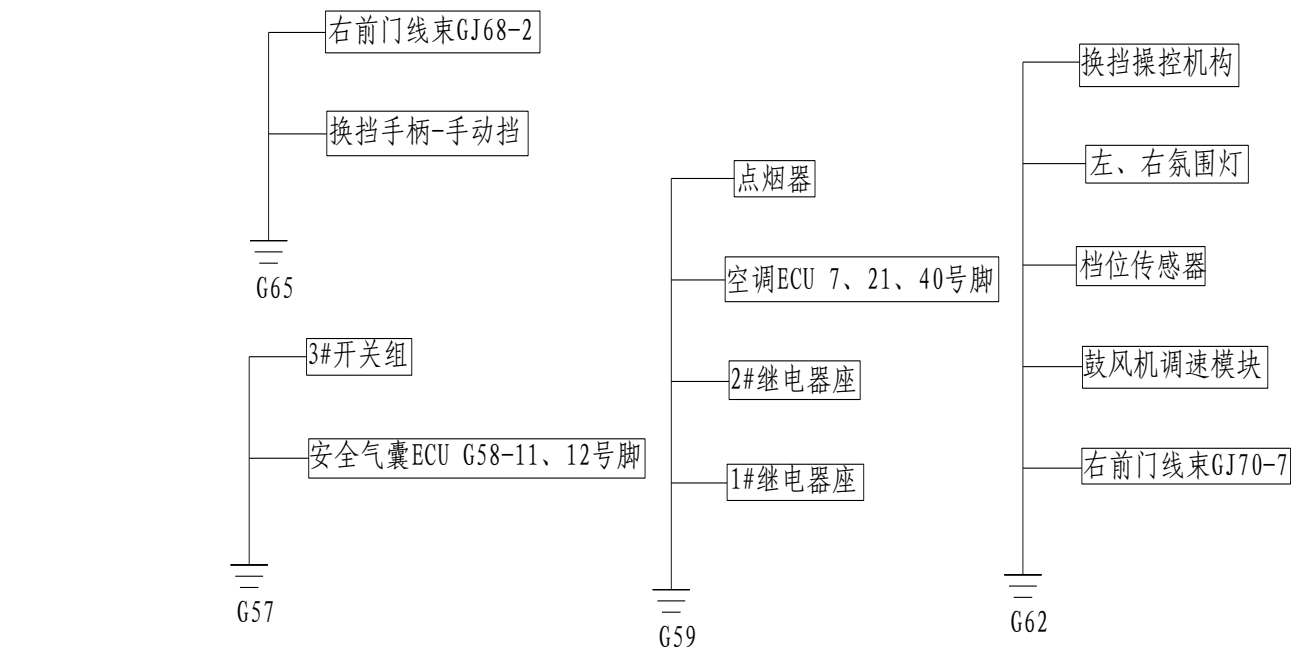 右前门线束GJ68-2
换挡手柄-手动挡
G65
3#开关组
安全气囊ECU G58-11、12号脚
G57
点烟器
空调ECU 7、21、40号脚
2#继电器座
1#继电器座
G59
换挡操控机构
左、右氛围灯
档位传感器
鼓风机调速模块
右前门线束GJ70-7
G62